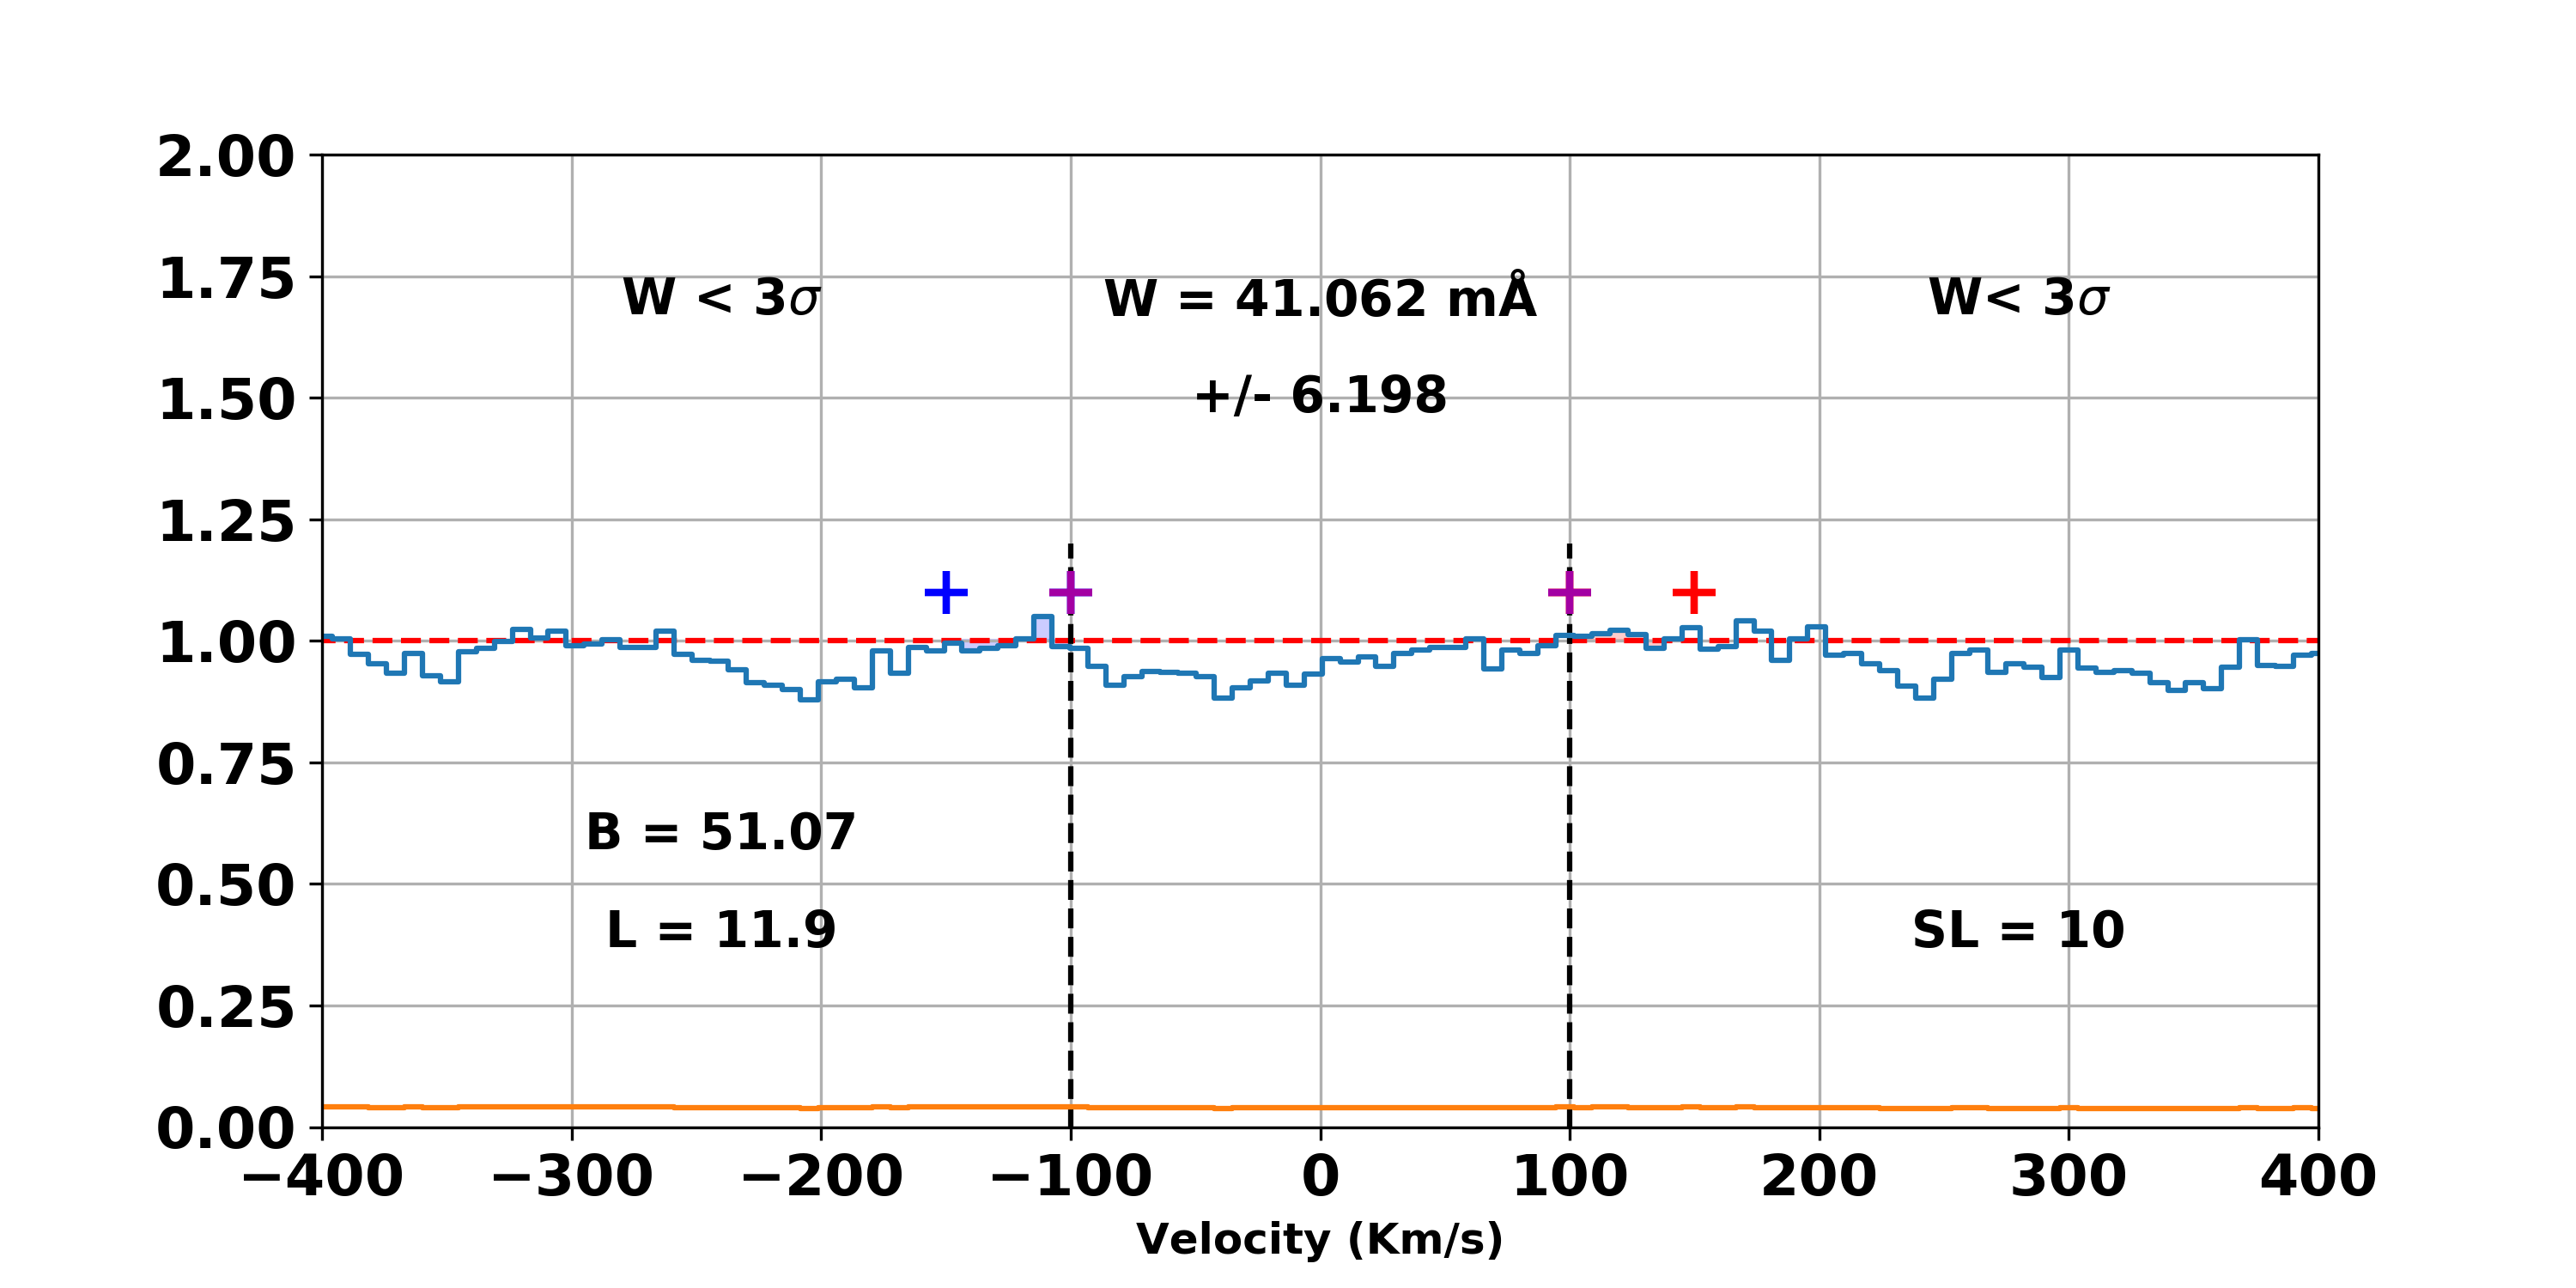 2.00
1.75
1.50
1.25
1.00
0.75
0.50
0.25
0.00
W < 3σ
W = 41.062 mÅ
+/- 6.198
W< 3σ
B = 51.07
L = 11.9
SL = 10
−400 −300 −200 −100 0 100 200 300 400
Velocity (Km/s)